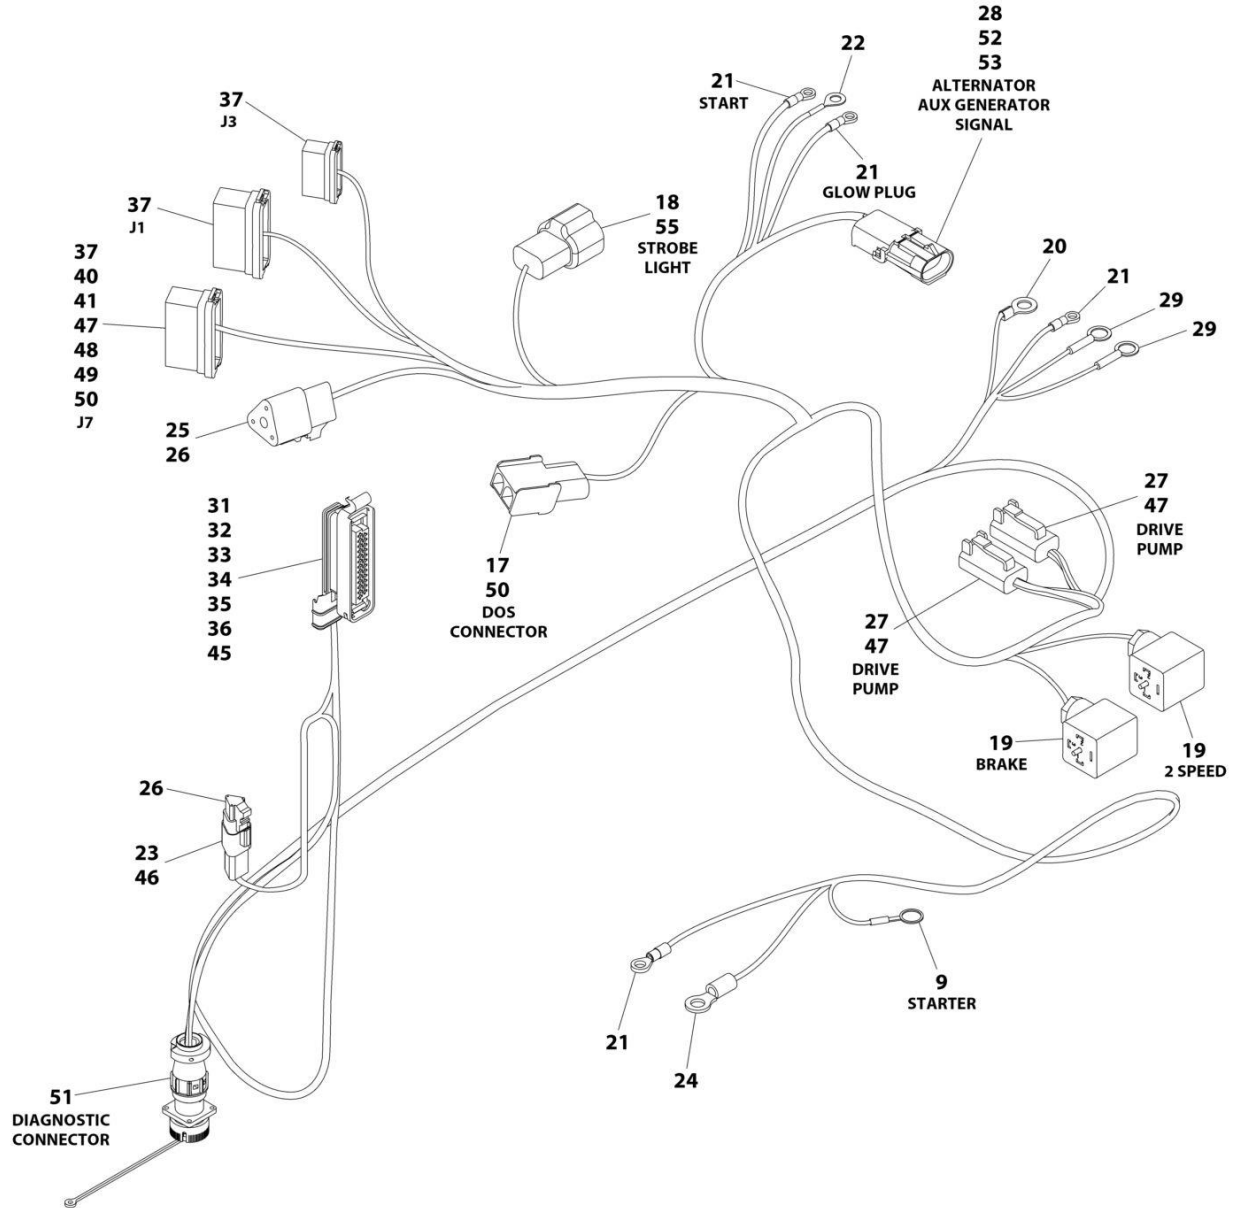 28
52
53
ALTERNATOR
AUX GENERATOR
SIGNAL
22
21
START
37
J3
21
GLOW PLUG
37
J1
18
55
STROBE
LIGHT
37
40
41
47
48
49
50
J7
20
21
29
29
25
26
27
47
DRIVE
PUMP
31
32
33
34
35
36
45
17
50
DOS
CONNECTOR
27
47
DRIVE
PUMP
19
BRAKE
19
2 SPEED
26
23
46
9
STARTER
21
24
51
DIAGNOSTIC
CONNECTOR